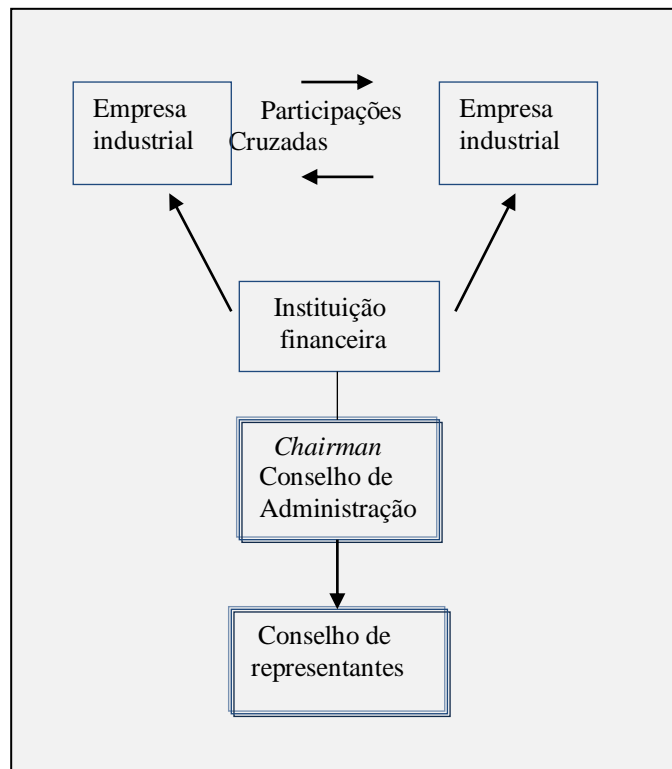 Empresa
industrial
Participações
Cruzadas
Empresa
industrial
Instituição
financeira
Chairman
Conselho de
Administração
Conselho de
representantes